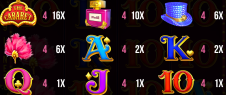 THE CABARET 4 16X 4 10X 4 6X
4 6X A 4 2X K 4 2X
Q 4 1X J 4 1X 10 4 1X